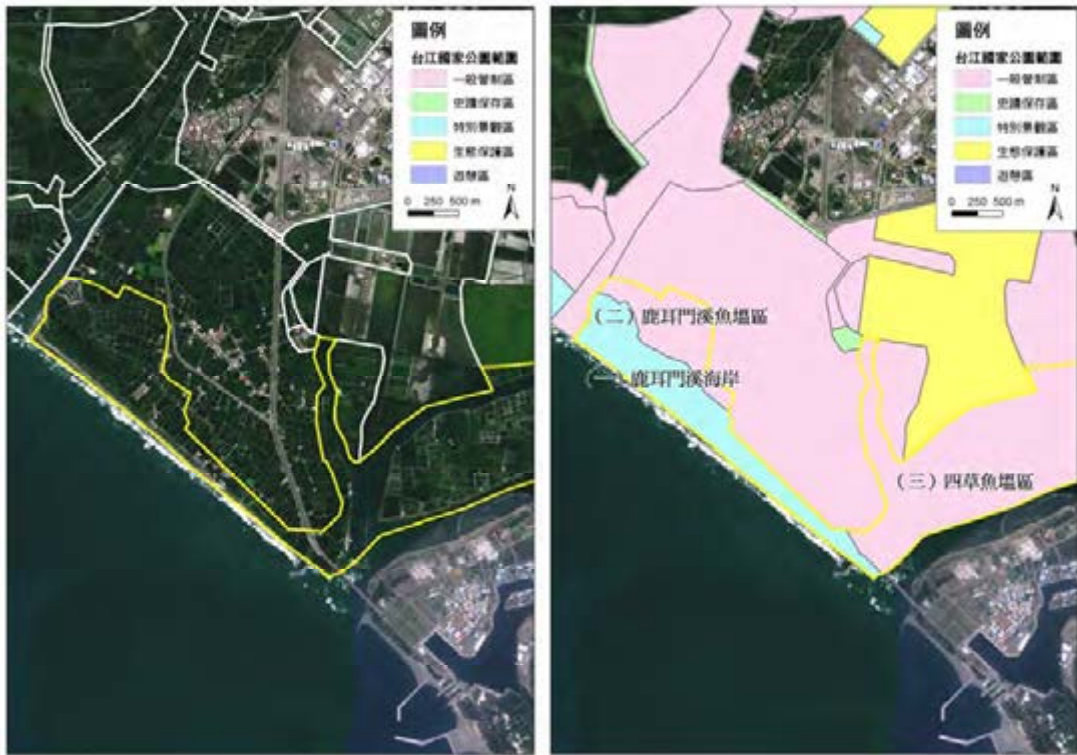 圖例
台江國家公園範圍
一般管制區
史蹟保存區
特別景觀區
生態保護區
遊憩區
N
0 250 500 m
圖例
台江國家公園範圍
一般管制區
史蹟保存區
特別景觀區
生態保護區
遊憩區
N
0 250 500 m
（二）鹿耳門溪魚塭區
（一）鹿耳門溪海岸
（三）四草魚塭區